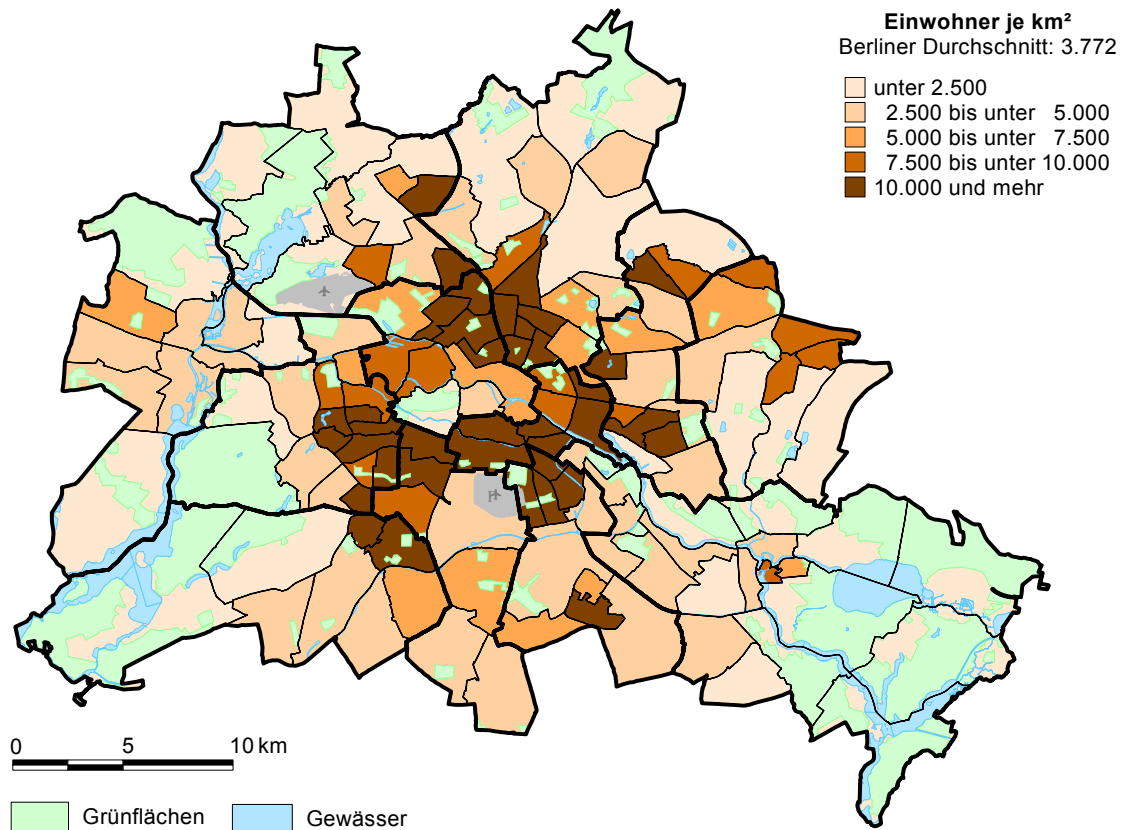 Einwohner je km²
Berliner Durchschnitt: 3.772
unter 2.500
2.500 bis unter 5.000
5.000 bis unter 7.500
7.500 bis unter 10.000
10.000 und mehr
0 5 10 km
Grünflächen Gewässer